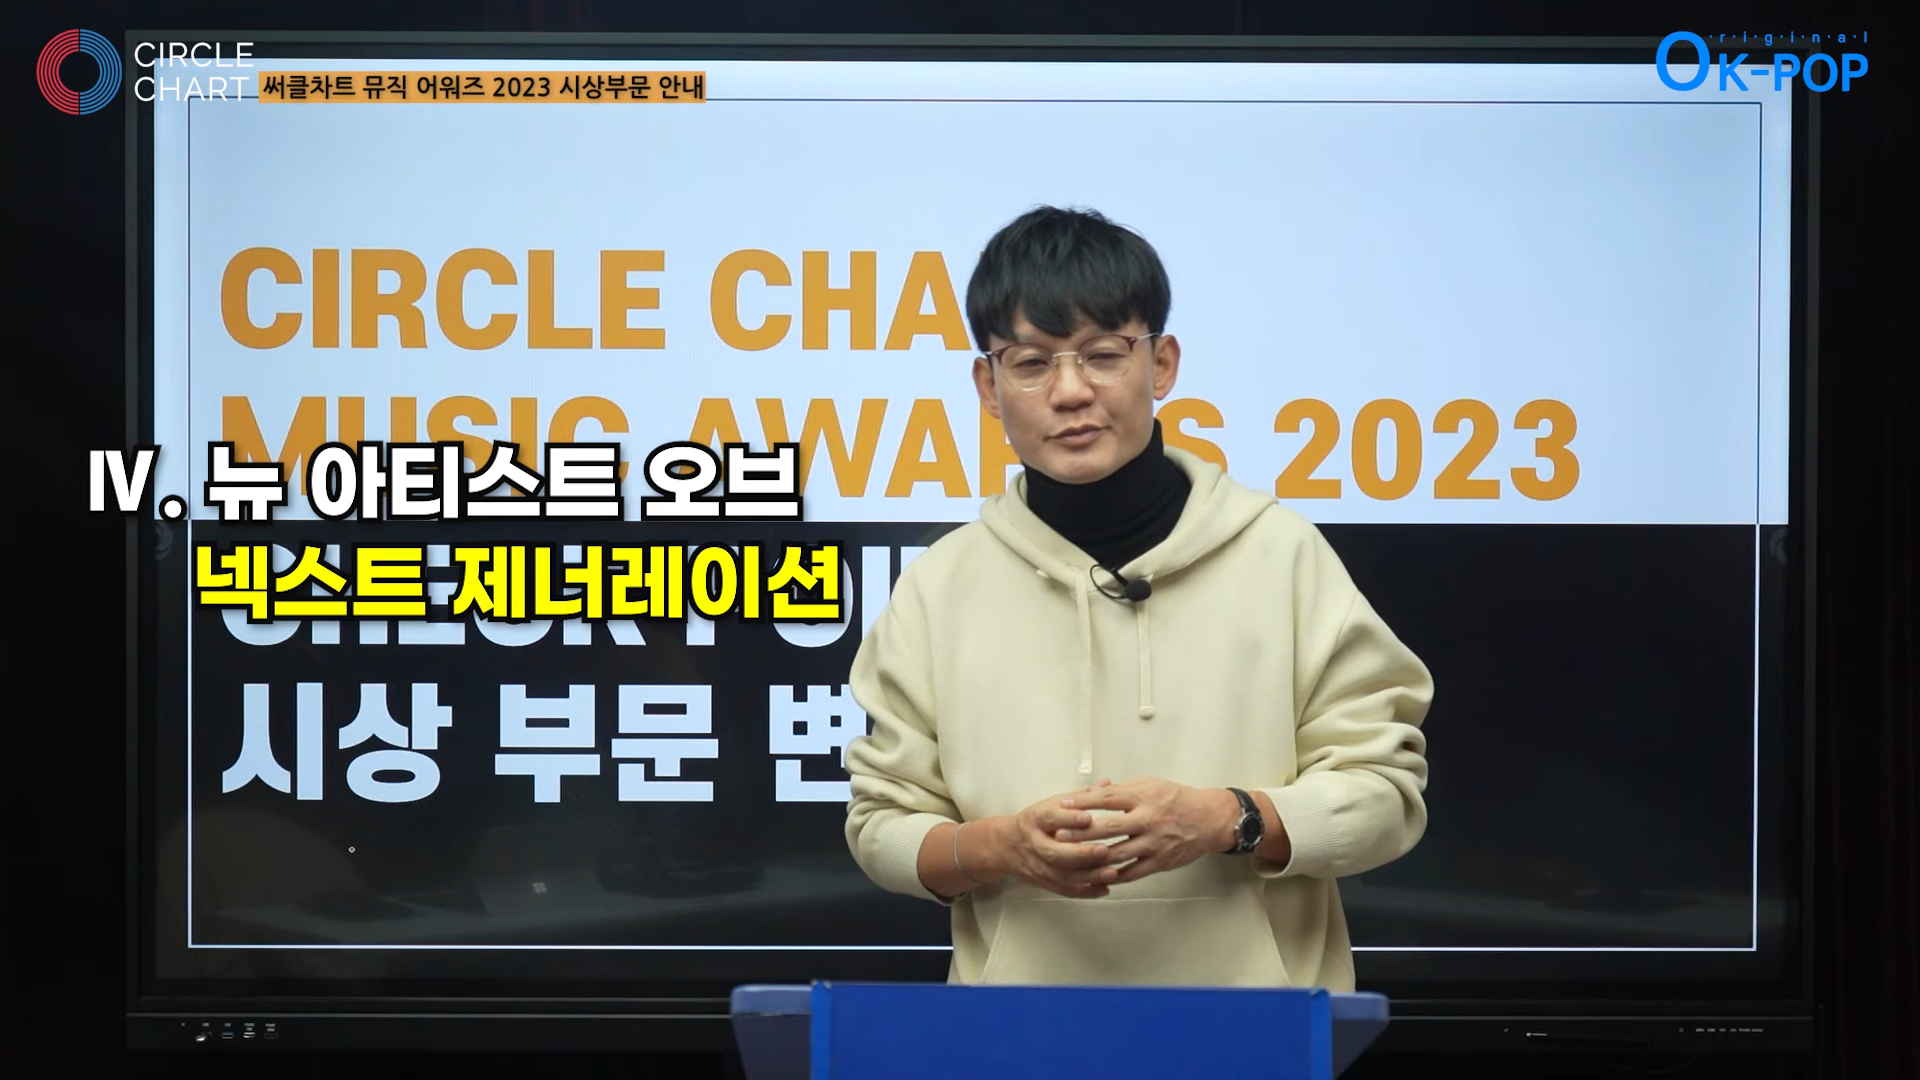 CIRCLE
CHART
써클차트 뮤직 어워즈 2023 시상부문 안내
Original
K-POP
CIRCLE CHA
MUSIC AWAR S 2023
Ⅳ. 뉴 아티스트 오브
넥스트 제너레이션
시상 부문 변